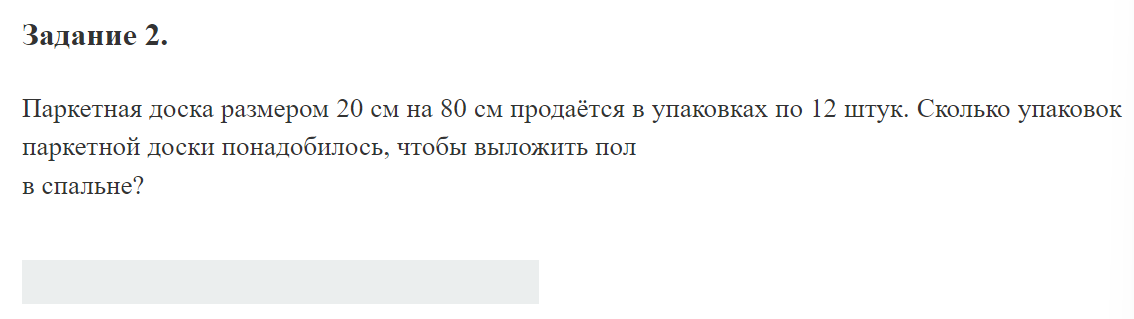 Задание 2.
Паркетная доска размером 20 см на 80 см продаётся в упаковках по 12 штук. Сколько упаковок
паркетной доски понадобилось, чтобы выложить пол
в спальне?